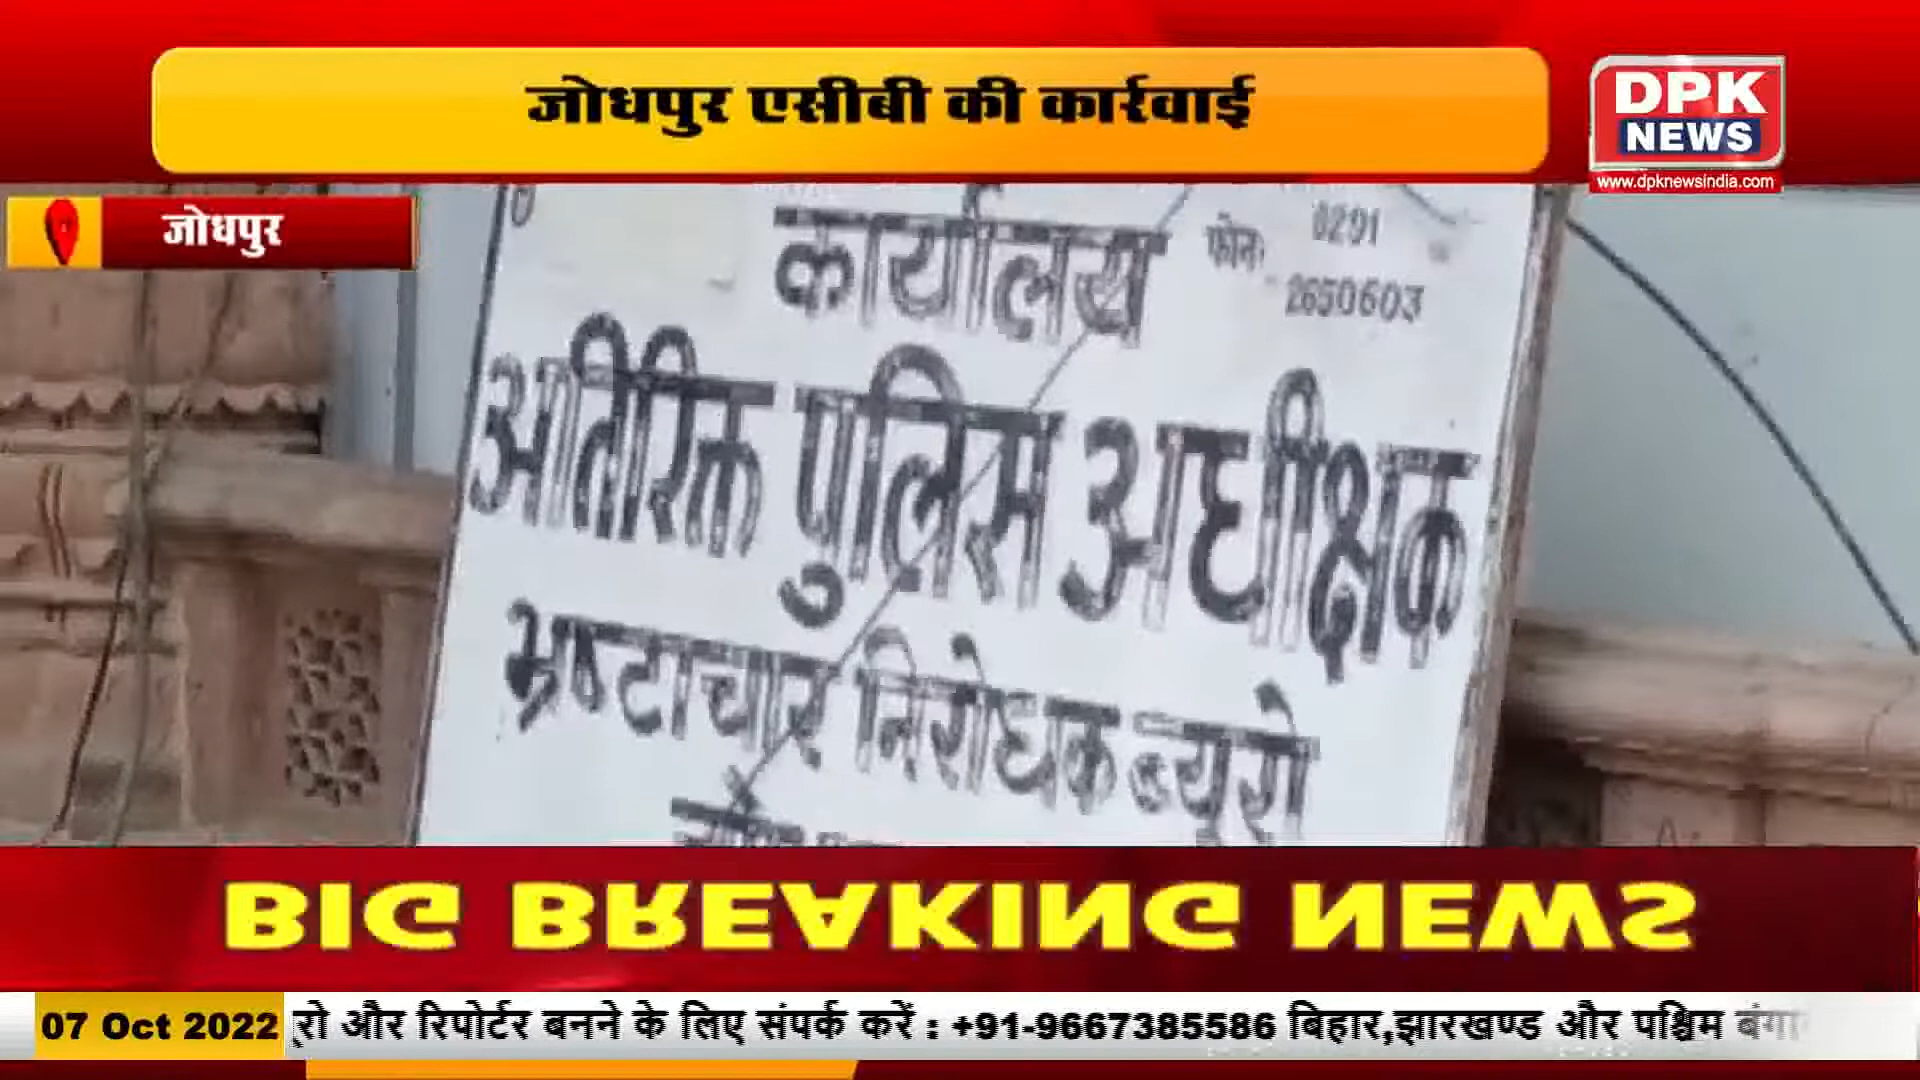 जोधपुर एसीबी की कार्रवाई
DPK
NEWS
www.dpknewsindia.com
जोधपुर
कार्यालय
फोनः 0291
2650603
अतिरिक्त पुलिस अधीक्षक
भ्रष्टाचार निरोधक ब्यूरो
BIG BREAKING NEWS
07 Oct 2022
रो और रिपोर्टर बनने के लिए संपर्क करें : +91-9667385586 बिहार,झारखण्ड और पश्चिम